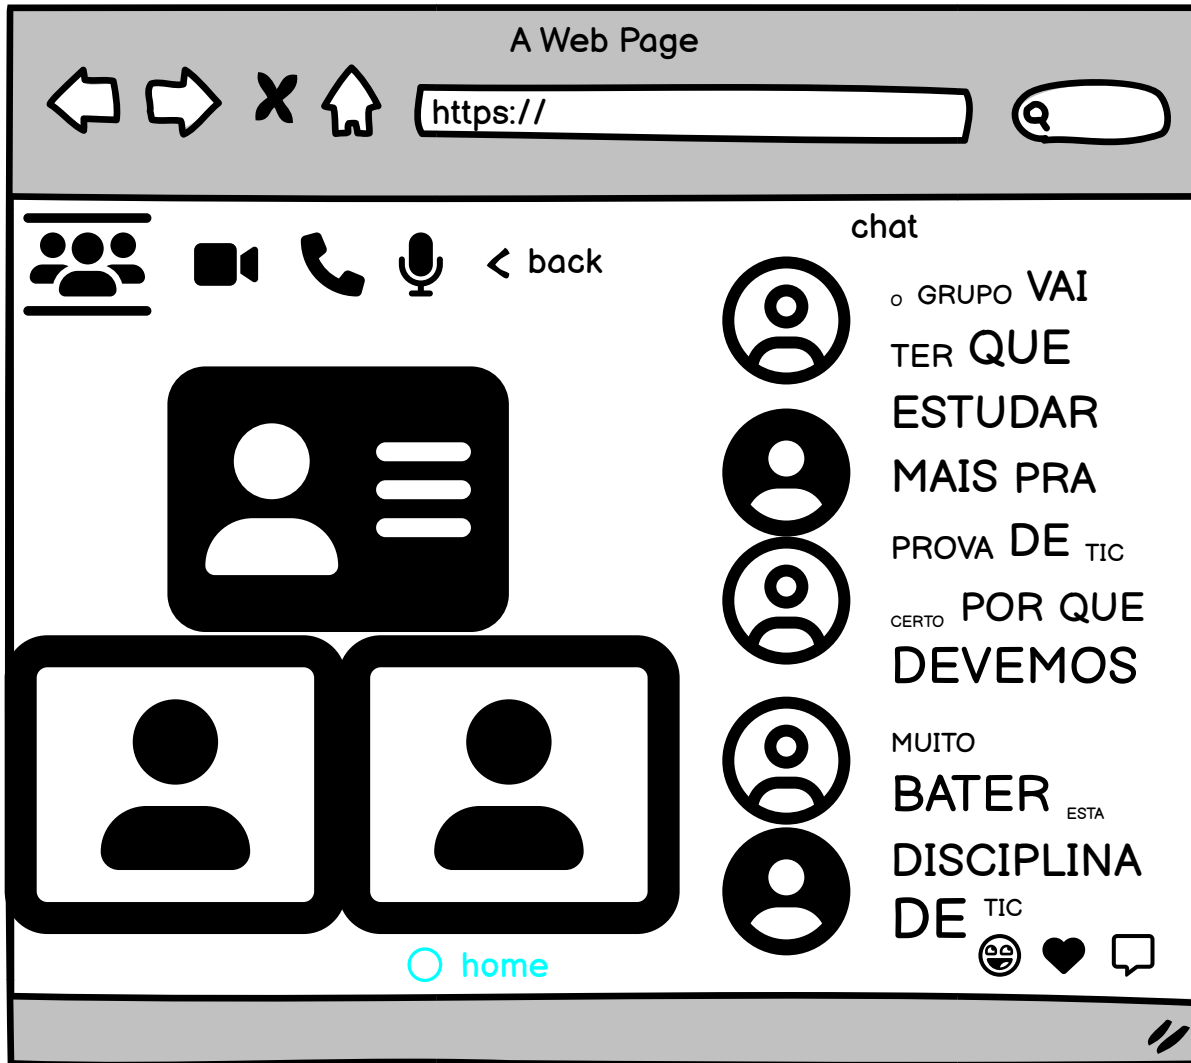 A Web Page
https://
< back
chat
O GRUPO VAI
TER QUE
ESTUDAR
MAIS PRA
PROVA DE TIC
CERTO POR QUE
DEVEMOS
MUITO
BATER ESTA
DISCIPLINA
DE TIC
home